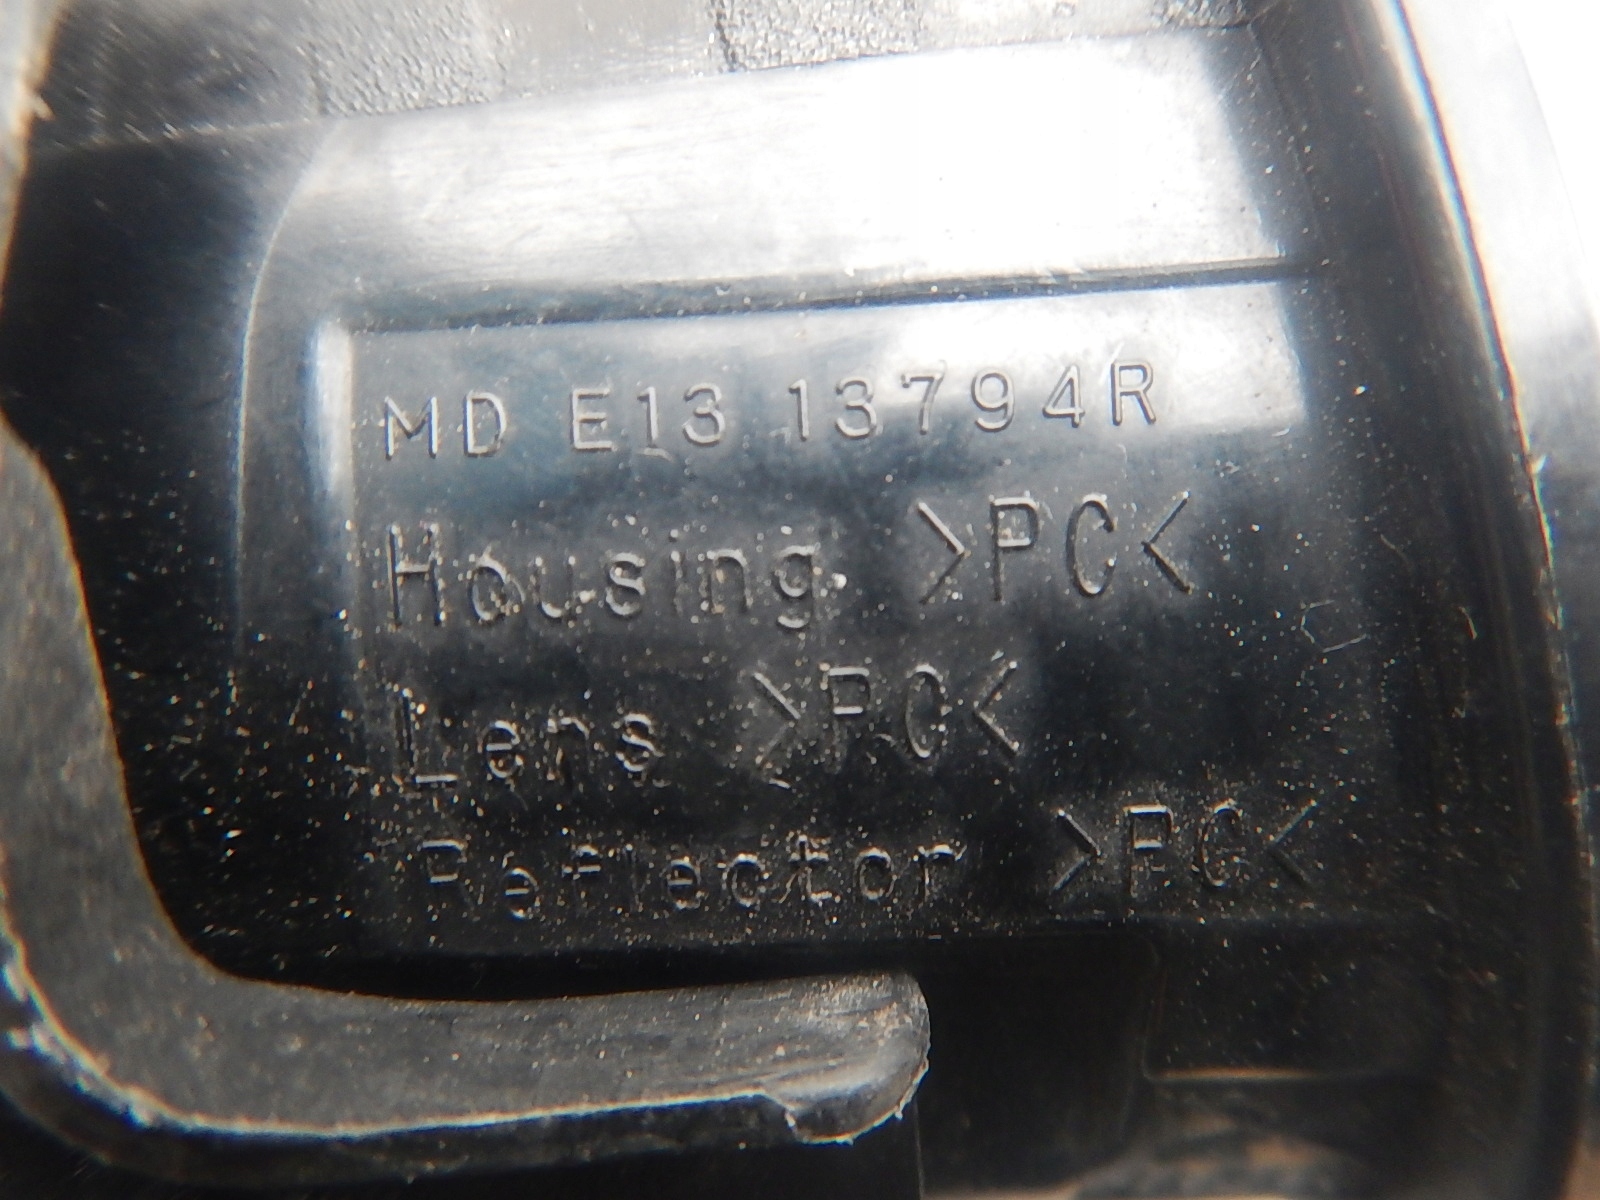 MD E13 13794R
Housing >PC<
Lens >PC<
Reflector >PC<